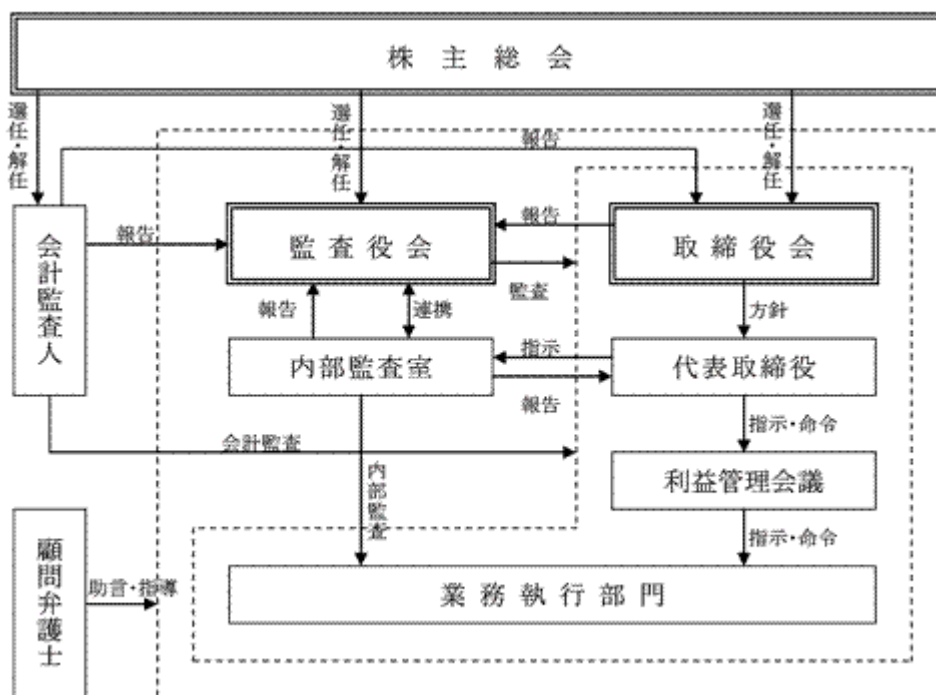 株主総会
選任・解任
選任・解任
選任・解任
報告
会計監査人
報告
監査役会
報告
取締役会
監査
報告
連携
方針
内部監査室
指示
報告
代表取締役
会計監査
指示・命令
内部監査
利益管理会議
指示・命令
顧問弁護士
助言・指導
業務執行部門